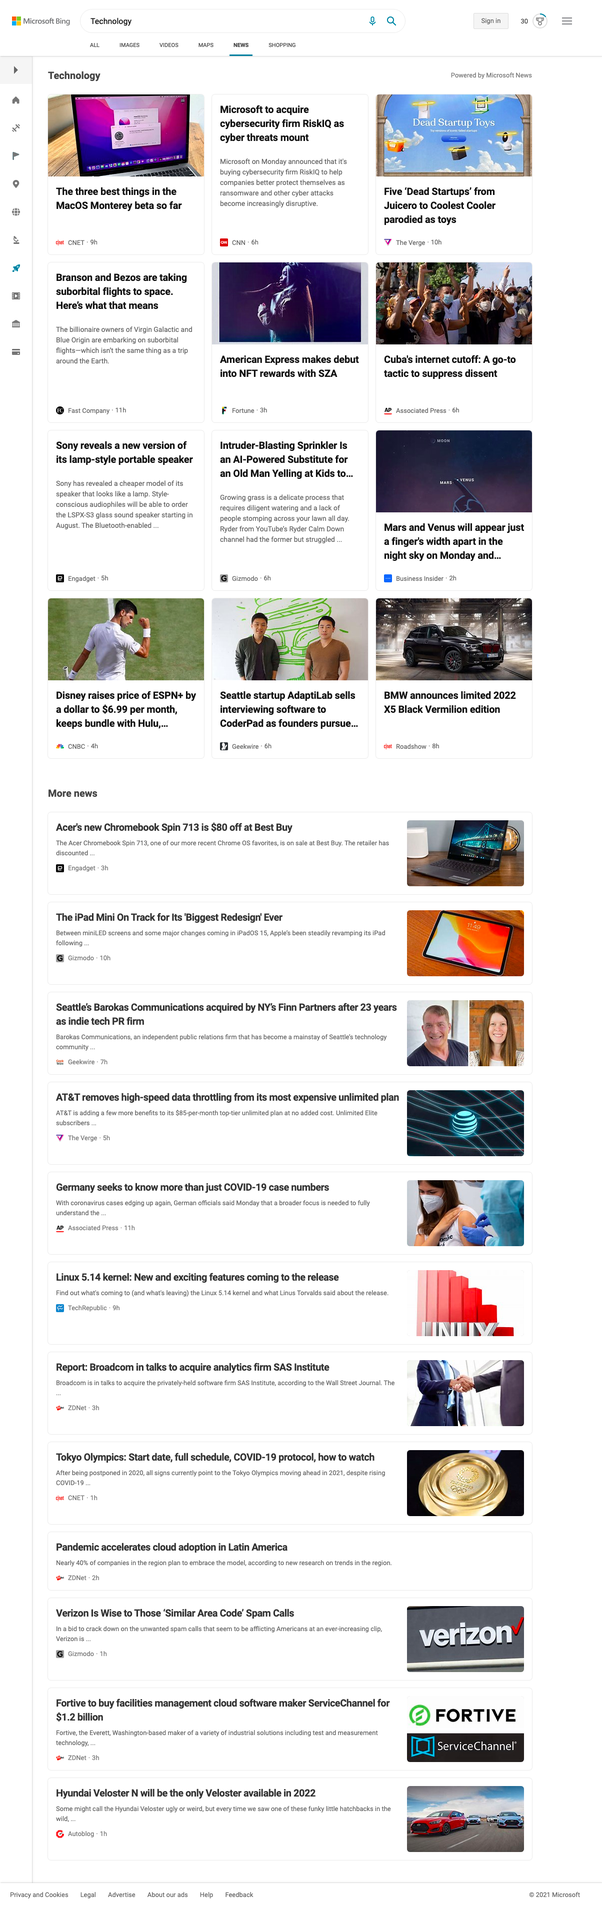 Microsoft Bing
Technology
Sign in
30
ALL
IMAGES
VIDEOS
MAPS
NEWS
SHOPPING
Technology
Powered by Microsoft News
The three best things in the
MacOS Monterey beta so far
CNET · 9h
Microsoft to acquire
cybersecurity firm RiskIQ as
cyber threats mount
Microsoft on Monday announced that it's
buying cybersecurity firm RiskIQ to help
companies better protect themselves as
ransomware and other cyber attacks
become increasingly disruptive.
CNN · 6h
Dead Startup Toys
Five 'Dead Startups' from
Juicero to Coolest Cooler
parodied as toys
The Verge · 10h
Branson and Bezos are taking
suborbital flights to space.
Here's what that means
The billionaire owners of Virgin Galactic and
Blue Origin are embarking on suborbital
flights—which isn't the same thing as a trip
around the Earth.
Fast Company · 11h
American Express makes debut
into NFT rewards with SZA
Fortune · 3h
Cuba's internet cutoff: A go-to
tactic to suppress dissent
AP Associated Press · 6h
Sony reveals a new version of
its lamp-style portable speaker
Sony has revealed a cheaper model of its
speaker that looks like a lamp. Style-
conscious audiophiles will be able to order
the LSPX-S3 glass sound speaker starting in
August. The Bluetooth-enabled ...
Engadget · 5h
Intruder-Blasting Sprinkler Is
an AI-Powered Substitute for
an Old Man Yelling at Kids to...
Growing grass is a delicate process that
requires diligent watering and a lack of
people stomping across your lawn all day.
Ryder from YouTube's Ryder Calm Down
channel had the former but struggled ...
Gizmodo · 6h
MOON
MARS
VENUS
Mars and Venus will appear just
a finger's width apart in the
night sky on Monday and...
Business Insider · 2h
Disney raises price of ESPN+ by
a dollar to $6.99 per month,
keeps bundle with Hulu,...
CNBC · 4h
Seattle startup AdaptiLab sells
interviewing software to
CoderPad as founders pursue...
Geekwire · 6h
BMW announces limited 2022
X5 Black Vermilion edition
Roadshow · 8h
More news
Acer's new Chromebook Spin 713 is $80 off at Best Buy
The Acer Chromebook Spin 713, one of our more recent Chrome OS favorites, is on sale at Best Buy. The retailer has
discounted ...
Engadget · 3h
The iPad Mini On Track for Its 'Biggest Redesign' Ever
Between miniLED screens and some major changes coming in iPadOS 15, Apple's been steadily revamping its iPad
following ...
Gizmodo · 10h
Seattle's Barokas Communications acquired by NY's Finn Partners after 23 years
as indie tech PR firm
Barokas Communications, an independent public relations firm that has become a mainstay of Seattle's technology
community ...
Geekwire · 7h
AT&T removes high-speed data throttling from its most expensive unlimited plan
AT&T is adding a few more benefits to its $85-per-month top-tier unlimited plan at no added cost. Unlimited Elite
subscribers ...
The Verge · 5h
Germany seeks to know more than just COVID-19 case numbers
With coronavirus cases edging up again, German officials said Monday that a broader focus is needed to fully
understand the ...
AP Associated Press · 11h
Linux 5.14 kernel: New and exciting features coming to the release
Find out what's coming to (and what's leaving) the Linux 5.14 kernel and what Linus Torvalds said about the release.
TechRepublic · 9h
LINUX
Report: Broadcom in talks to acquire analytics firm SAS Institute
Broadcom is in talks to acquire the privately-held software firm SAS Institute, according to the Wall Street Journal. The
...
ZDNet · 3h
Tokyo Olympics: Start date, full schedule, COVID-19 protocol, how to watch
After being postponed in 2020, all signs currently point to the Tokyo Olympics moving ahead in 2021, despite rising
COVID-19 ...
CNET · 1h
Pandemic accelerates cloud adoption in Latin America
Nearly 40% of companies in the region plan to embrace the model, according to new research on trends in the region.
ZDNet · 2h
Verizon Is Wise to Those 'Similar Area Code' Spam Calls
In a bid to crack down on the unwanted spam calls that seem to be afflicting Americans at an ever-increasing clip,
Verizon is ...
Gizmodo · 1h
verizon
Fortive to buy facilities management cloud software maker ServiceChannel for
$1.2 billion
Fortive, the Everett, Washington-based maker of a variety of industrial solutions including test and measurement
technology, ...
ZDNet · 3h
FORTIVE
ServiceChannel
Hyundai Veloster N will be the only Veloster available in 2022
Some might call the Hyundai Veloster ugly or weird, but every time we saw one of these funky little hatchbacks in the
wild, ...
Autoblog · 1h
Privacy and Cookies
Legal
Advertise
About our ads
Help
Feedback
© 2021 Microsoft